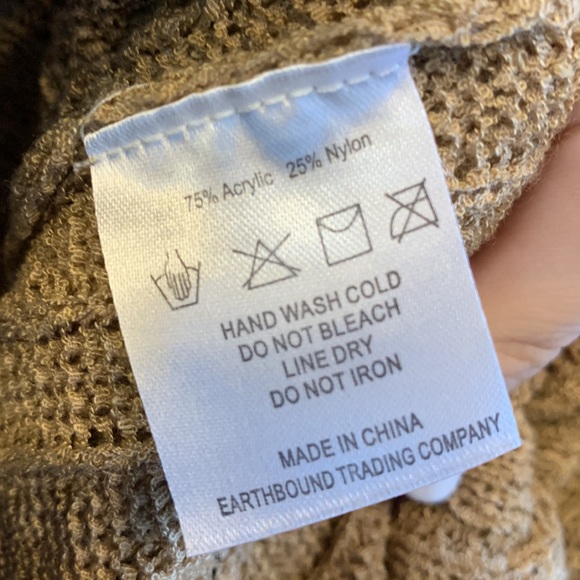 75% Acrylic 25% Nylon
HAND WASH COLD
DO NOT BLEACH
LINE DRY
DO NOT IRON
MADE IN CHINA
EARTHBOUND TRADING COMPANY